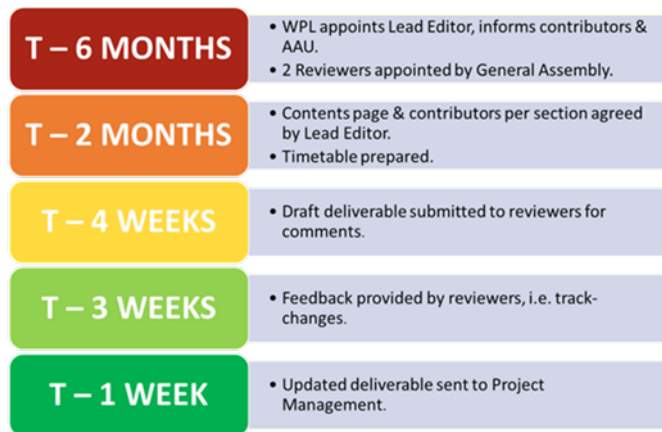 T – 6 MONTHS
• WPL appoints Lead Editor, informs contributors &
AAU.
• 2 Reviewers appointed by General Assembly.
T – 2 MONTHS
• Contents page & contributors per section agreed
by Lead Editor.
• Timetable prepared.
T – 4 WEEKS
• Draft deliverable submitted to reviewers for
comments.
T – 3 WEEKS
• Feedback provided by reviewers, i.e. track-
changes.
T – 1 WEEK
• Updated deliverable sent to Project
Management.